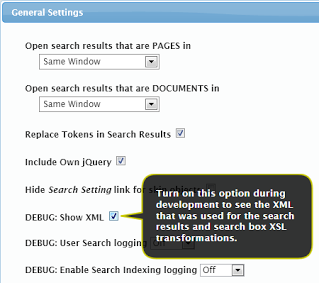 General Settings
Open search results that are PAGES in
Same Window
Open search results that are DOCUMENTS in
Same Window
Replace Tokens in Search Results
Include Own jQuery
Hide Search Setting link for skin objects
Turn on this option during
development to see the XML
that was used for the search
results and search box XSL
transformations.
DEBUG: Show XML
DEBUG: User Search logging
DEBUG: Enable Search Indexing logging Off